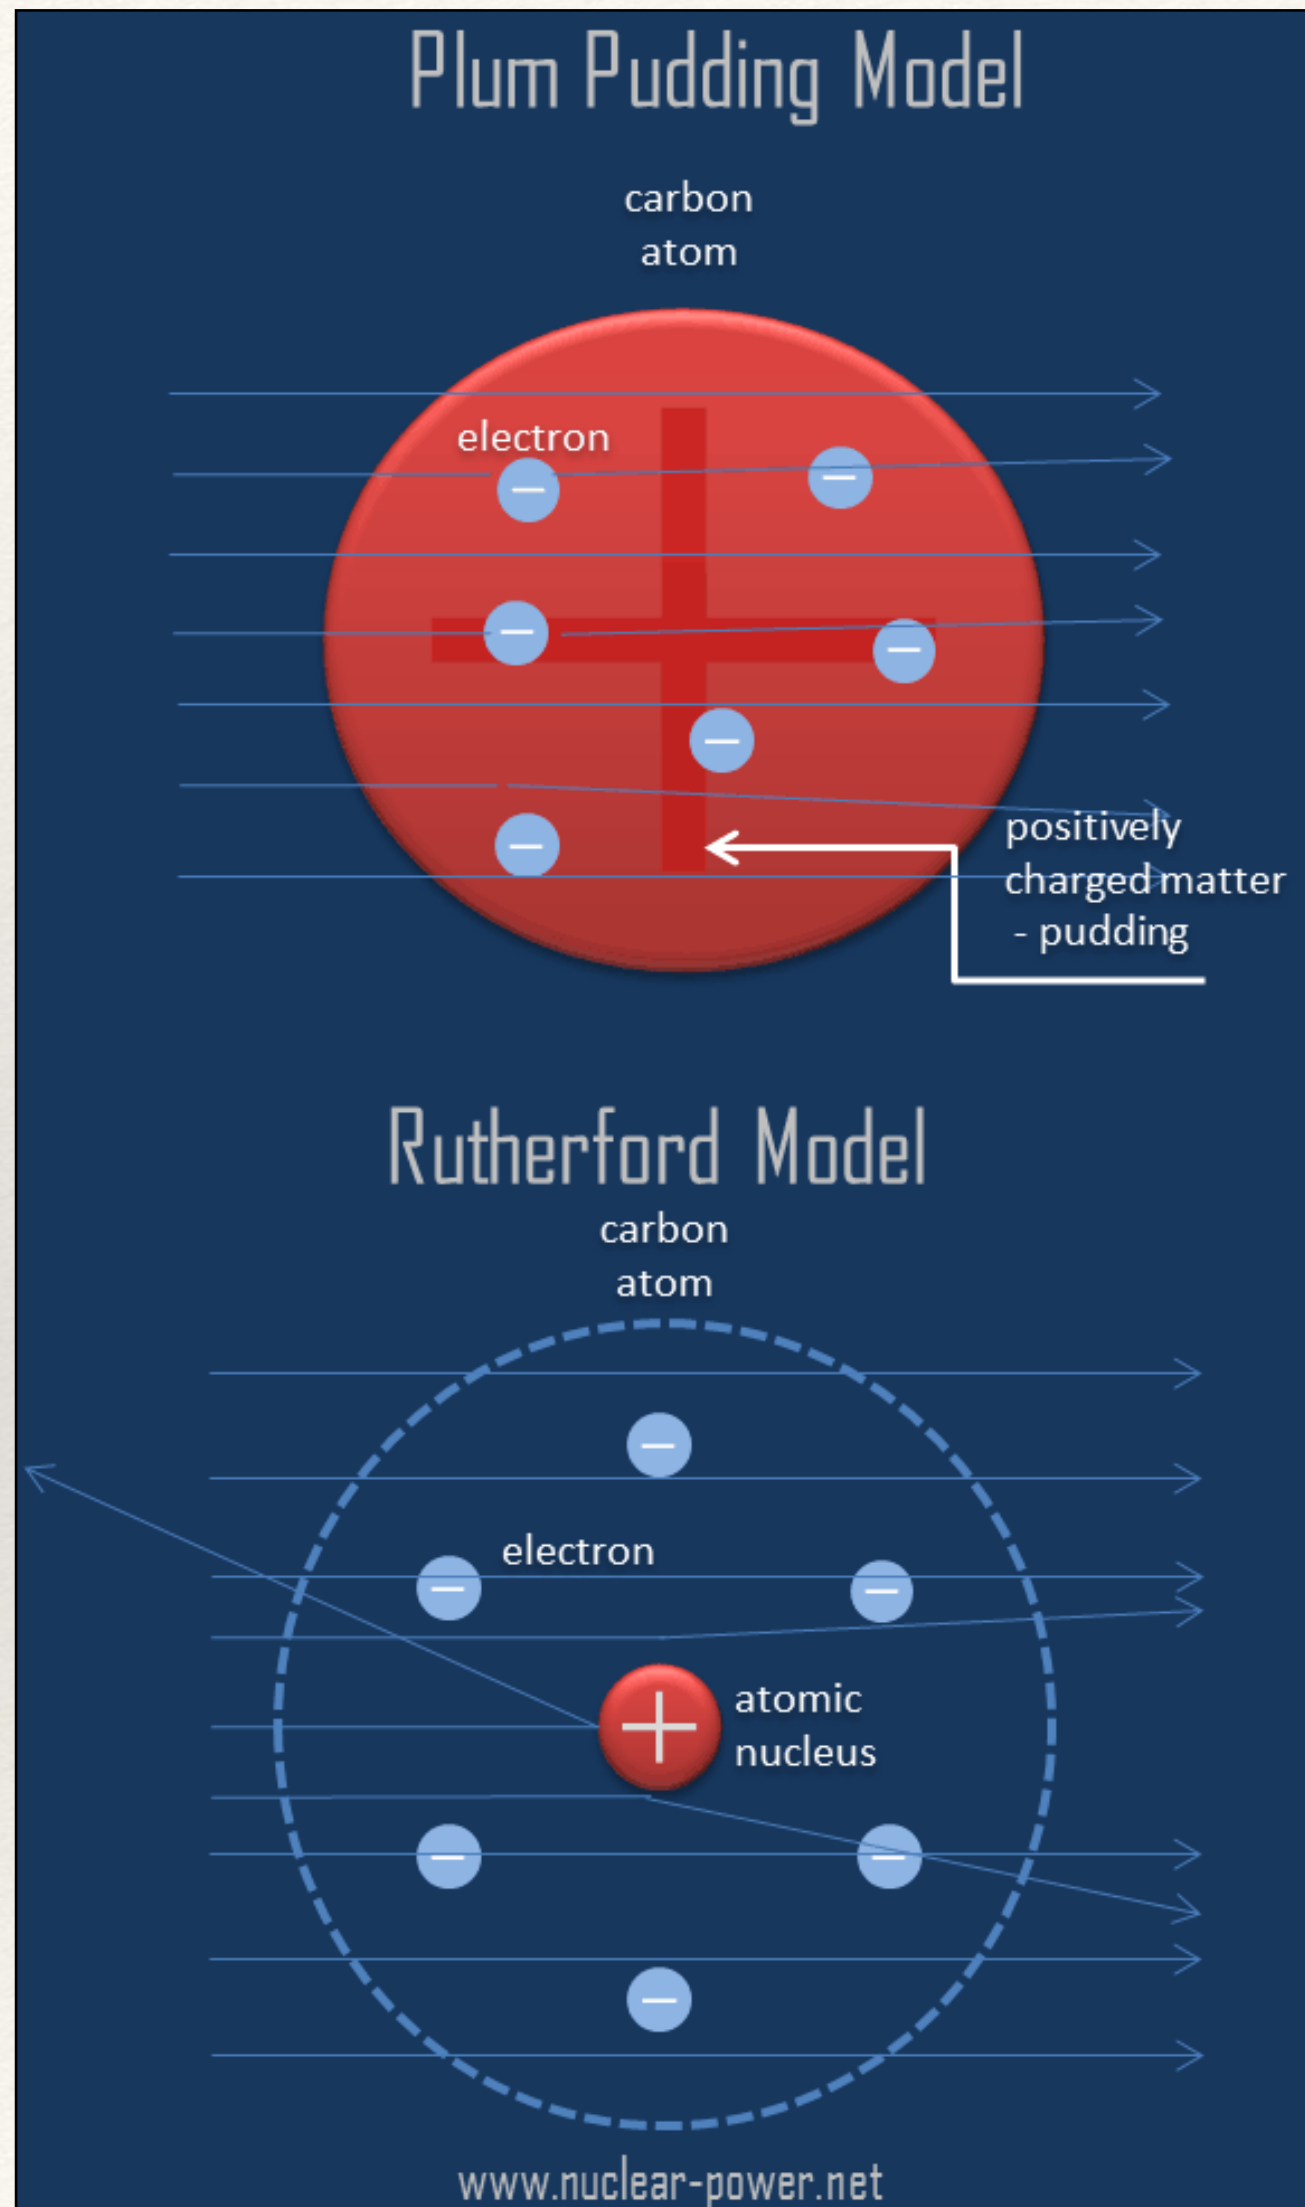 Plum Pudding Model
carbon
atom
electron
positively
charged matter
- pudding
Rutherford Model
carbon
atom
electron
atomic
nucleus
www.nuclear-power.net